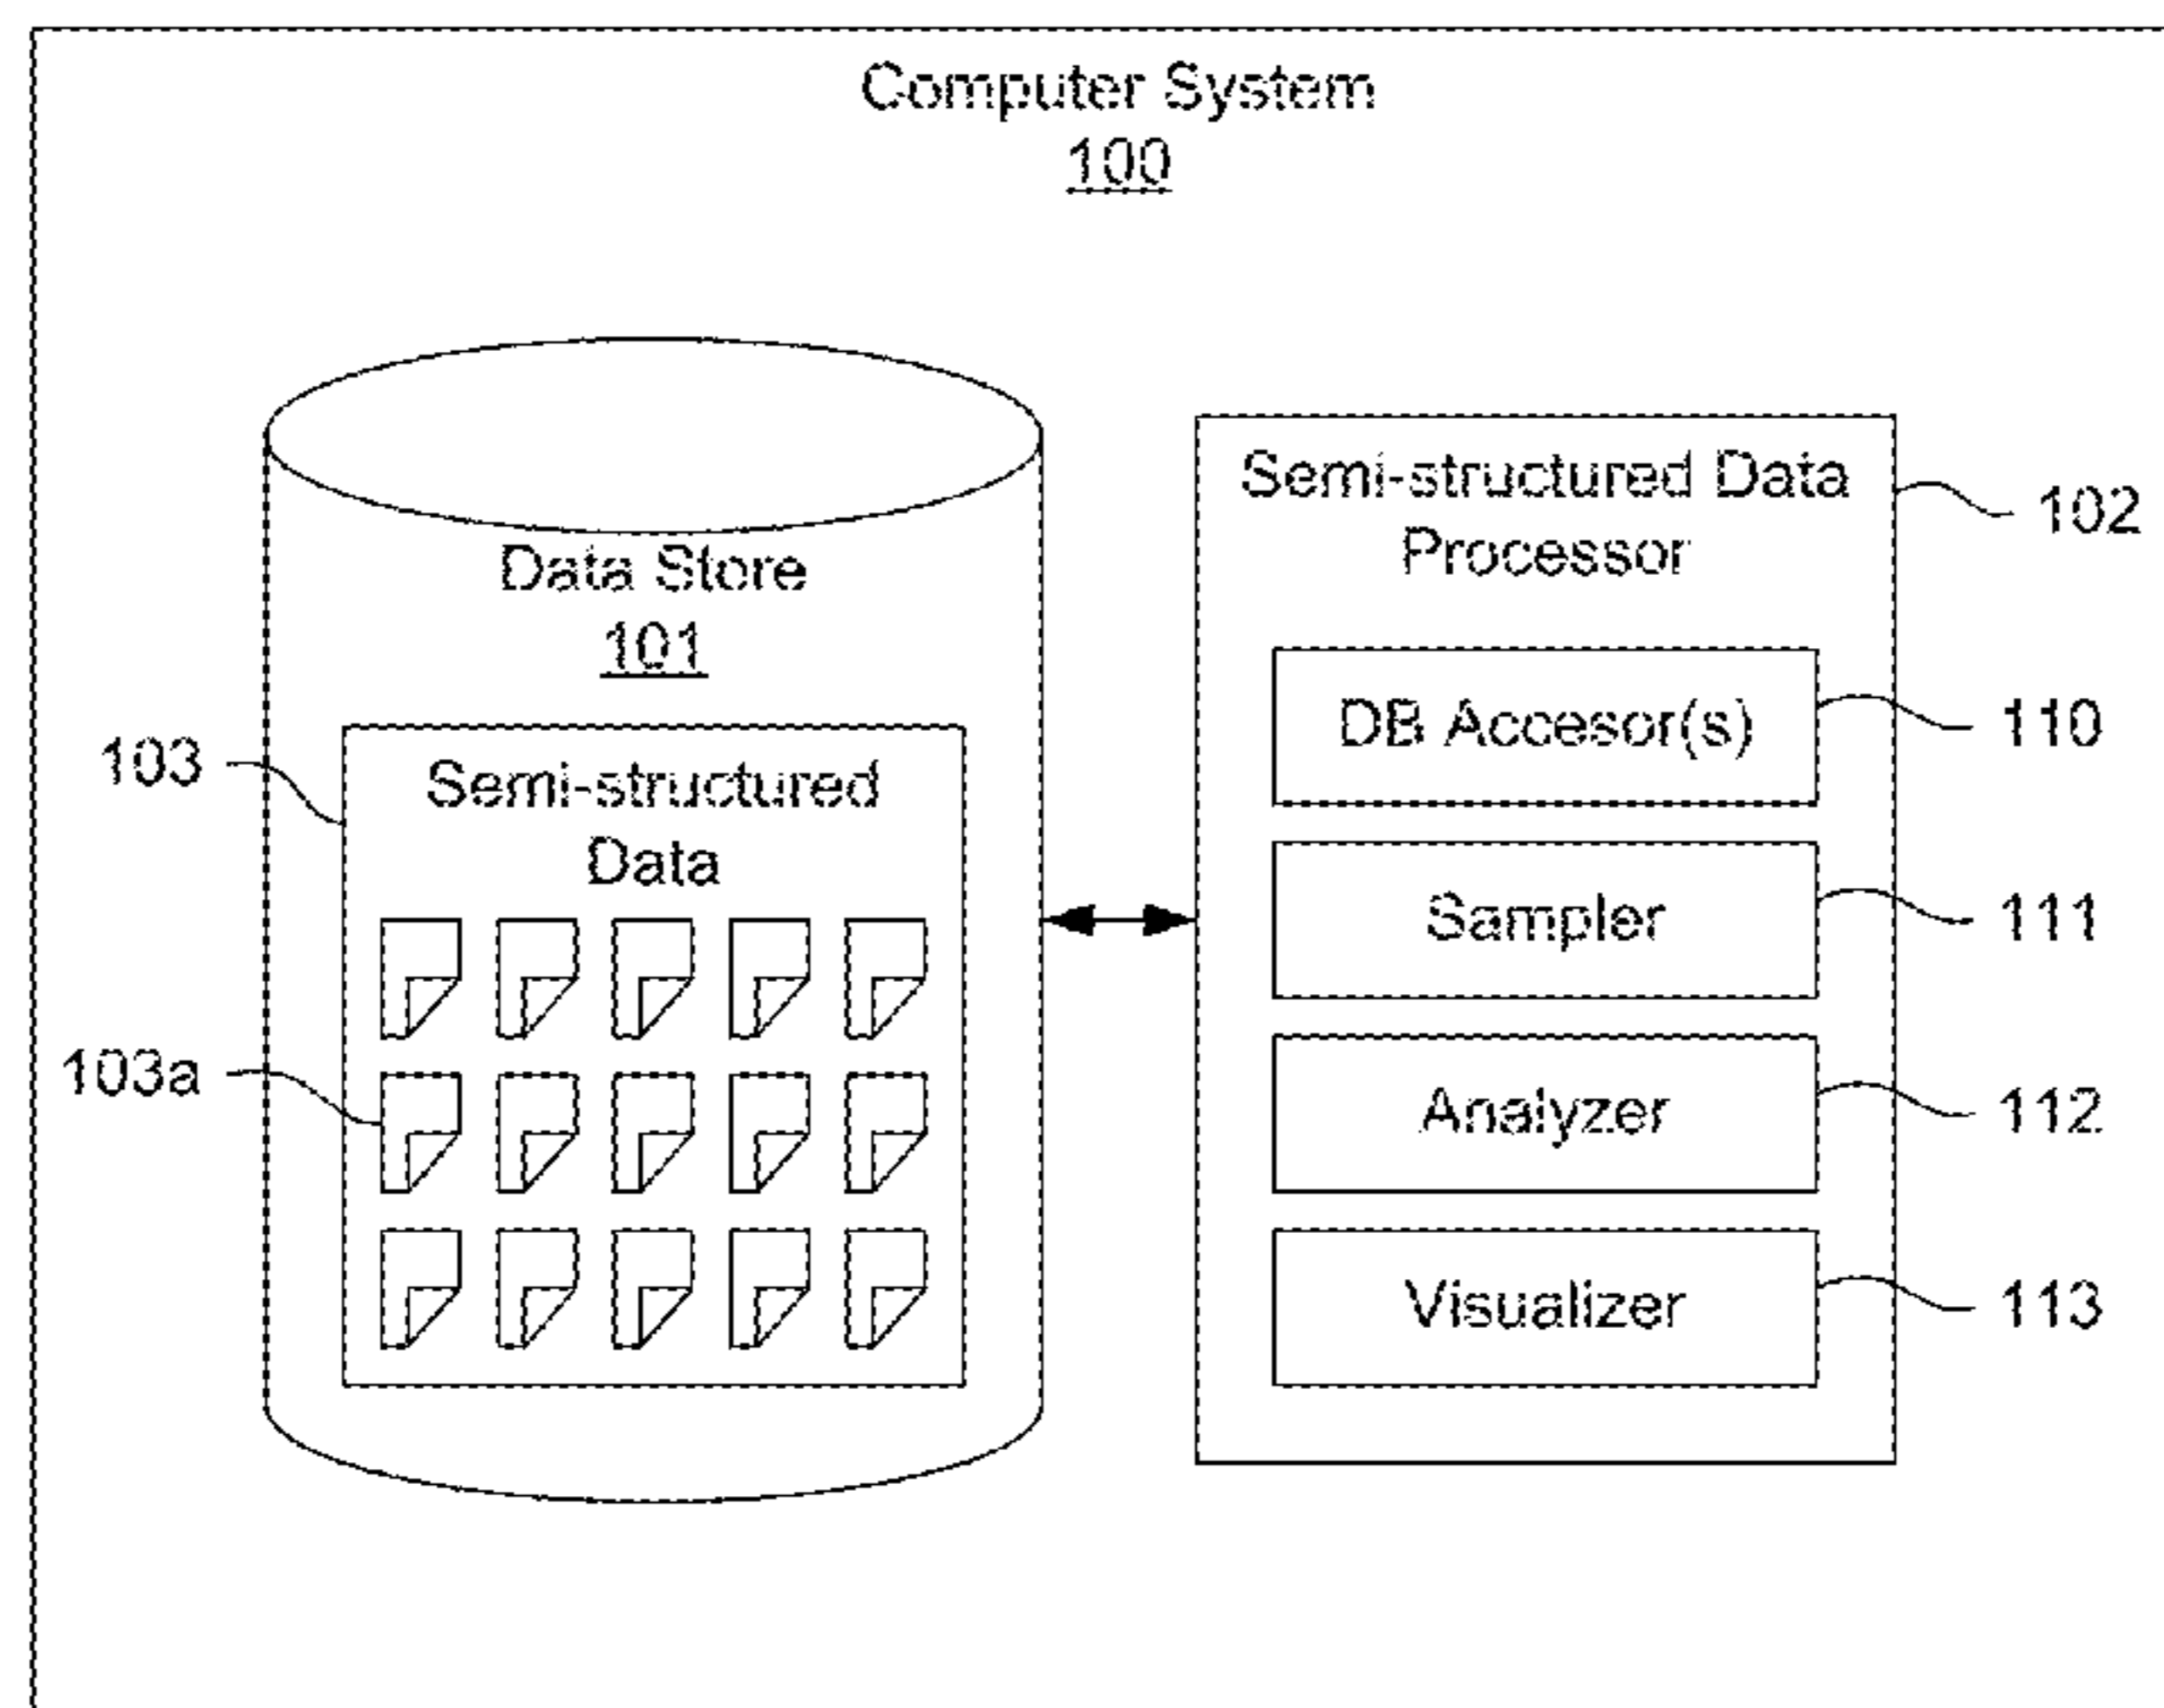 Computer System
100
Data Store
101
103
Semi-structured
Data
103a
Semi-structured Data
Processor
102
DB Accesor(s)
110
Sampler
111
Analyzer
112
Visualizer
113